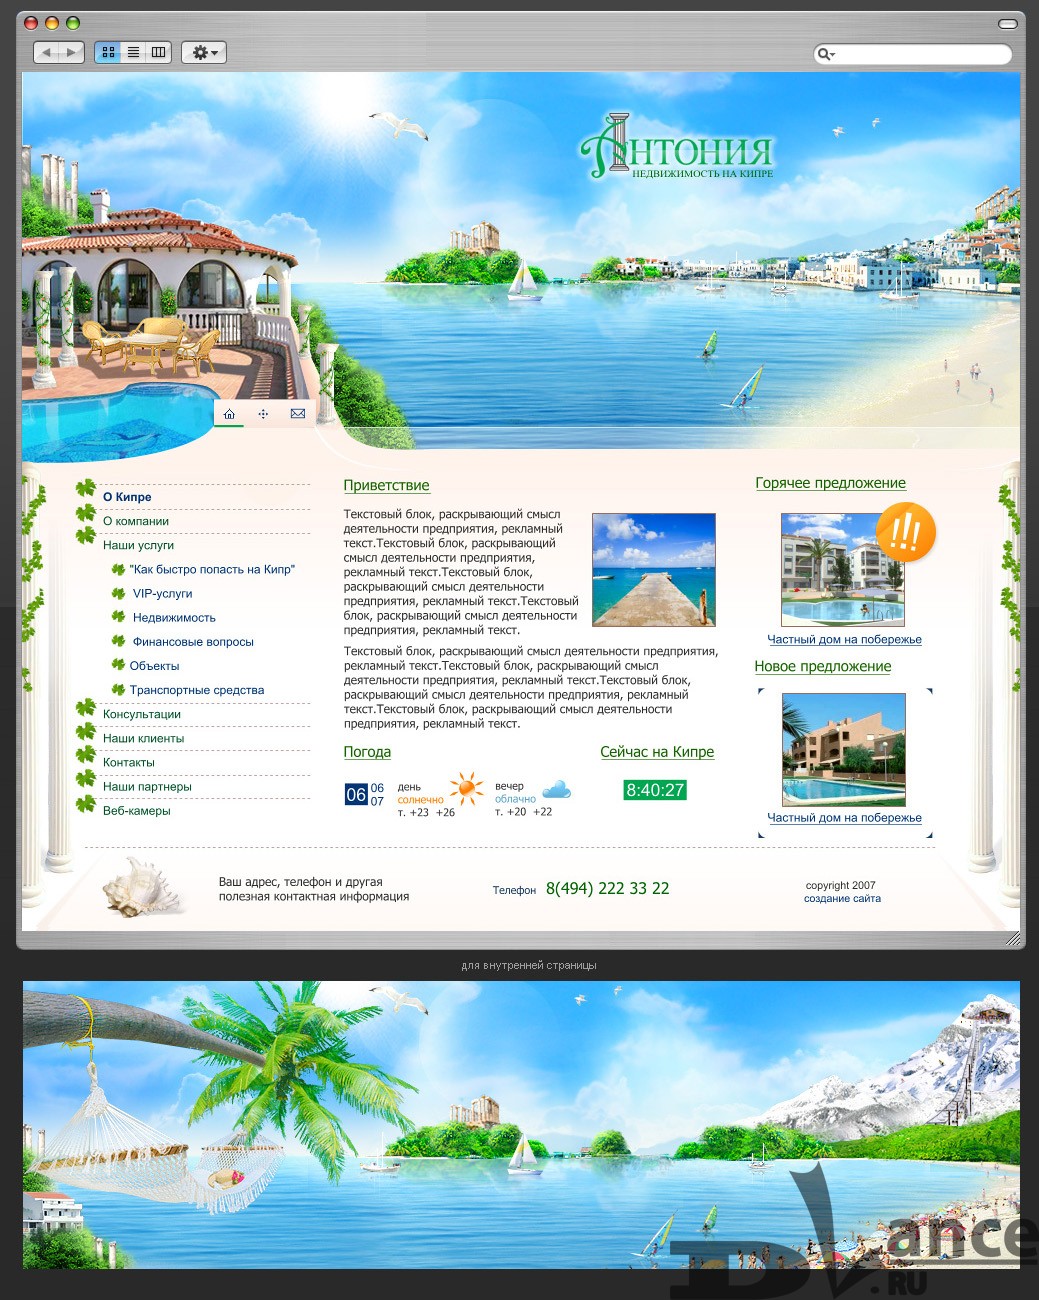 Антония
НЕДВИЖИМОСТЬ НА КИПРЕ
О Кипре
О компании
Наши услуги
"Как быстро попасть на Кипр"
VIP-услуги
Недвижимость
Финансовые вопросы
Объекты
Транспортные средства
Консультации
Наши клиенты
Контакты
Наши партнеры
Веб-камеры
Приветствие
Текстовый блок, раскрывающий смысл
деятельности предприятия, рекламный
текст.Текстовый блок, раскрывающий
смысл деятельности предприятия,
рекламный текст.Текстовый блок,
раскрывающий смысл деятельности
предприятия, рекламный текст.Текстовый
блок, раскрывающий смысл деятельности
предприятия, рекламный текст.
Текстовый блок, раскрывающий смысл деятельности предприятия,
рекламный текст.Текстовый блок, раскрывающий смысл
деятельности предприятия, рекламный текст.Текстовый блок,
раскрывающий смысл деятельности предприятия, рекламный
текст.Текстовый блок, раскрывающий смысл деятельности
предприятия, рекламный текст.
Погода
06 06
07
день
солнечно
т. +23 +26
вечер
облачно
т. +20 +22
Сейчас на Кипре
8:40:27
Горячее предложение
!!!
Частный дом на побережье
Новое предложение
Частный дом на побережье
Ваш адрес, телефон и другая
полезная контактная информация
Телефон 8(494) 222 33 22
copyright 2007
создание сайта
для внутренней страницы
DVance
.RU